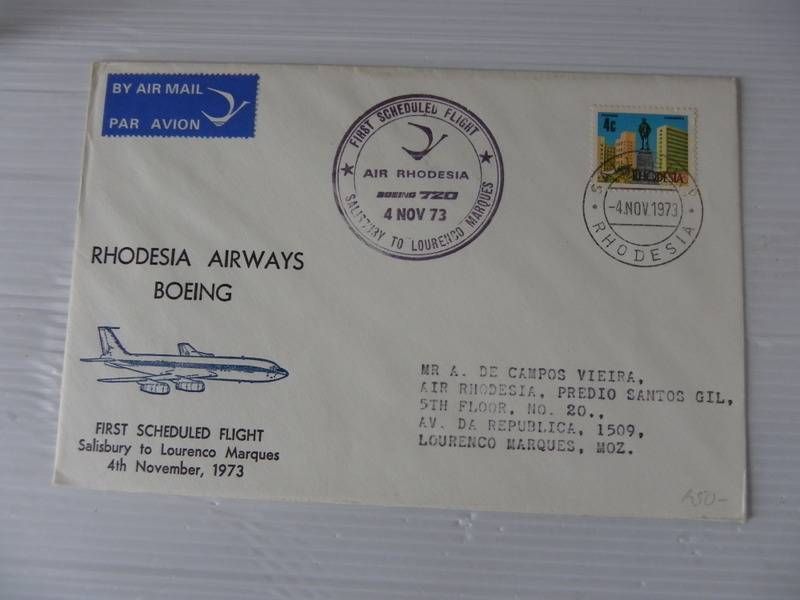 BY AIR MAIL
PAR AVION
FIRST SCHEDULED FLIGHT
AIR RHODESIA
BOEING 720
4 NOV 73
SALISBURY TO LOURENCO MARQUES
4c
RHODESIA
-4.NOV 1973
RHODESIA
RHODESIA AIRWAYS
BOEING
FIRST SCHEDULED FLIGHT
Salisbury to Lourenco Marques
4th November, 1973
MR A. DE CAMPOS VIEIRA,
AIR RHODESIA, PREDIO SANTOS GIL,
5TH FLOOR, NO. 20.,
AV. DA REPUBLICA, 1509,
LOURENCO MARQUES, MOZ.